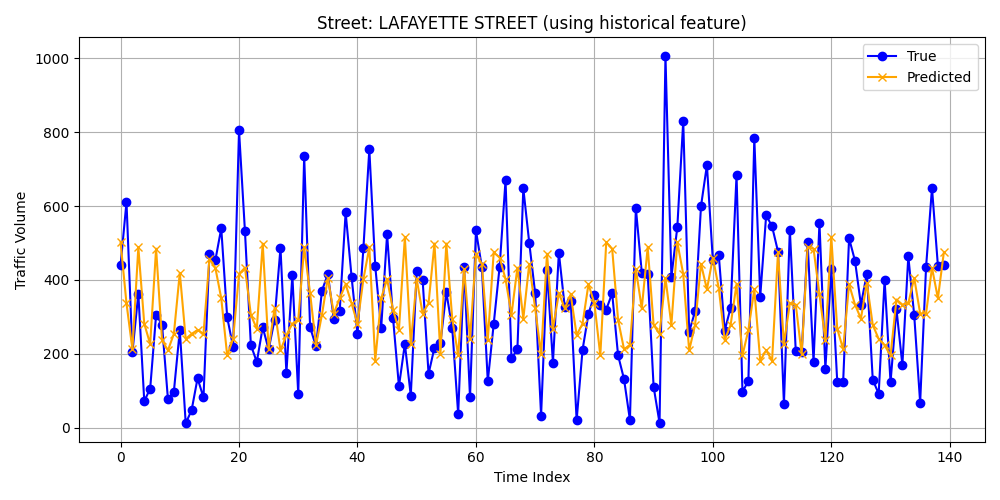 Street: LAFAYETTE STREET (using historical feature)
True
Predicted
Traffic Volume
1000
800
600
400
200
0
0 20 40 60 80 100 120 140
Time Index